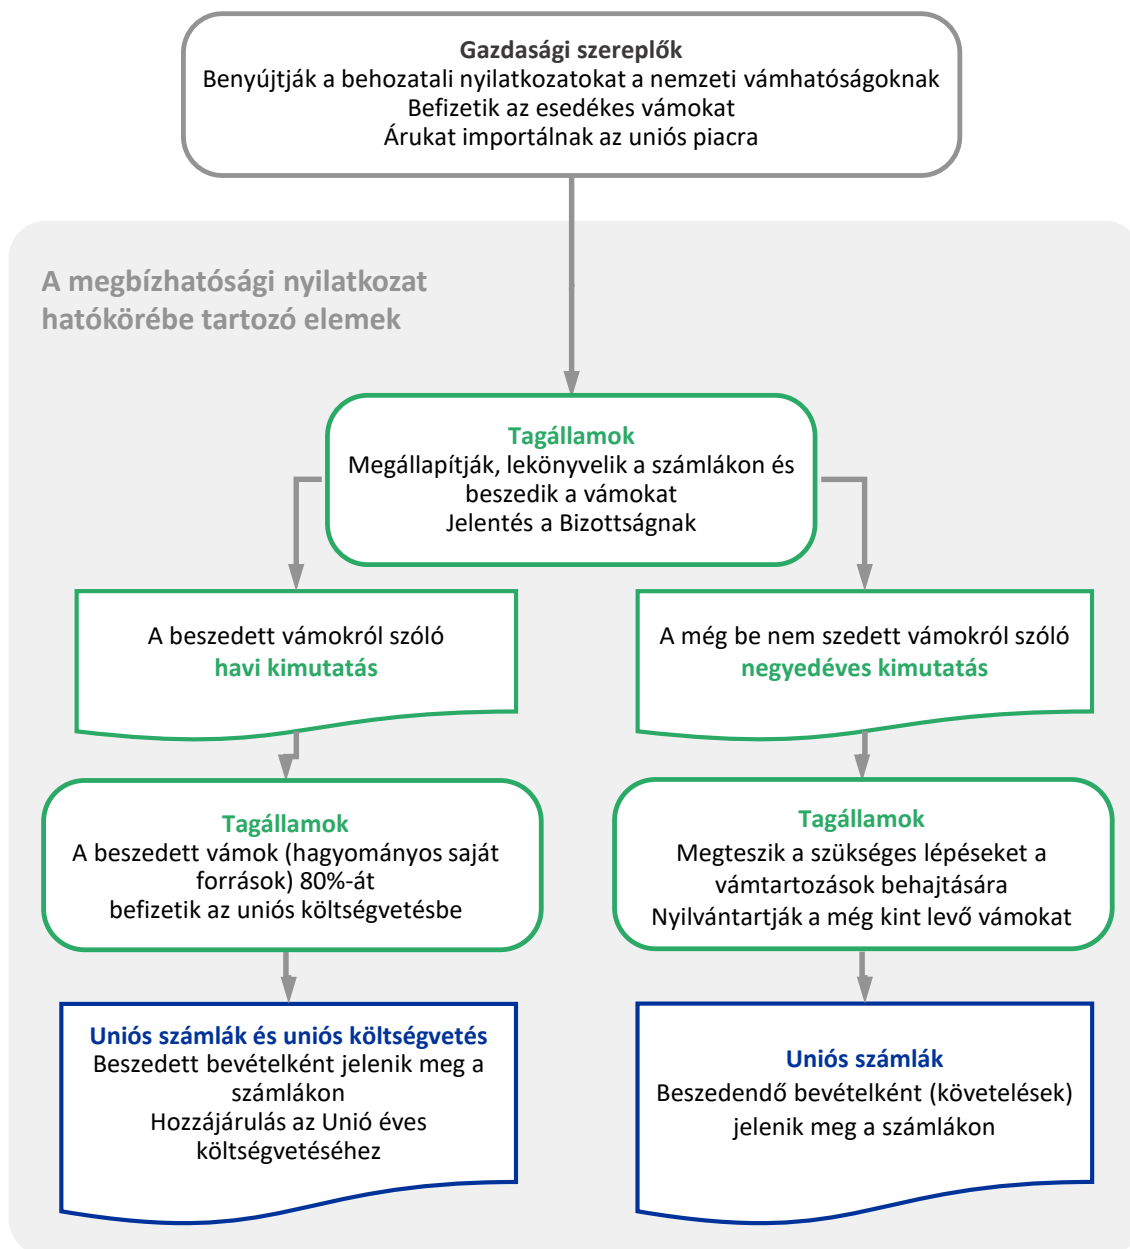 Gazdasági szereplők
Benyújtják a behozatali nyilatkozatokat a nemzeti vámhatóságoknak
Befizetik az esedékes vámokat
Árukat importálnak az uniós piacra
A megbízhatósági nyilatkozat
hatókörébe tartozó elemek
Tagállamok
Megállapítják, lekönyvelik a számlákon és
beszedik a vámokat
Jelentés a Bizottságnak
A beszedett vámokról szóló
havi kimutatás
A még be nem szedett vámokról szóló
negyedéves kimutatás
Tagállamok
A beszedett vámok (hagyományos saját
források) 80%-át
befizetik az uniós költségvetésbe
Tagállamok
Megteszik a szükséges lépéseket a
vámtartozások behajtására
Nyilvántartják a még kint levő vámokat
Uniós számlák és uniós költségvetés
Beszedett bevételként jelenik meg a
számlákon
Hozzájárulás az Unió éves
költségvetéséhez
Uniós számlák
Beszedendő bevételként (követelések)
jelenik meg a számlákon